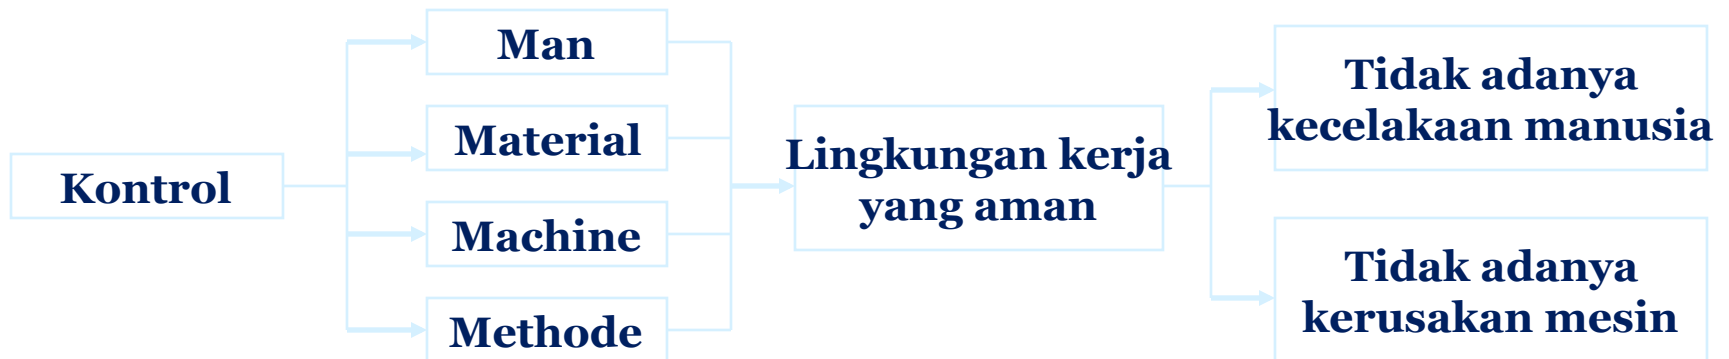 Kontrol
Man
Material
Machine
Methode
Lingkungan kerja
yang aman
Tidak adanya
kecelakaan manusia
Tidak adanya
kerusakan mesin